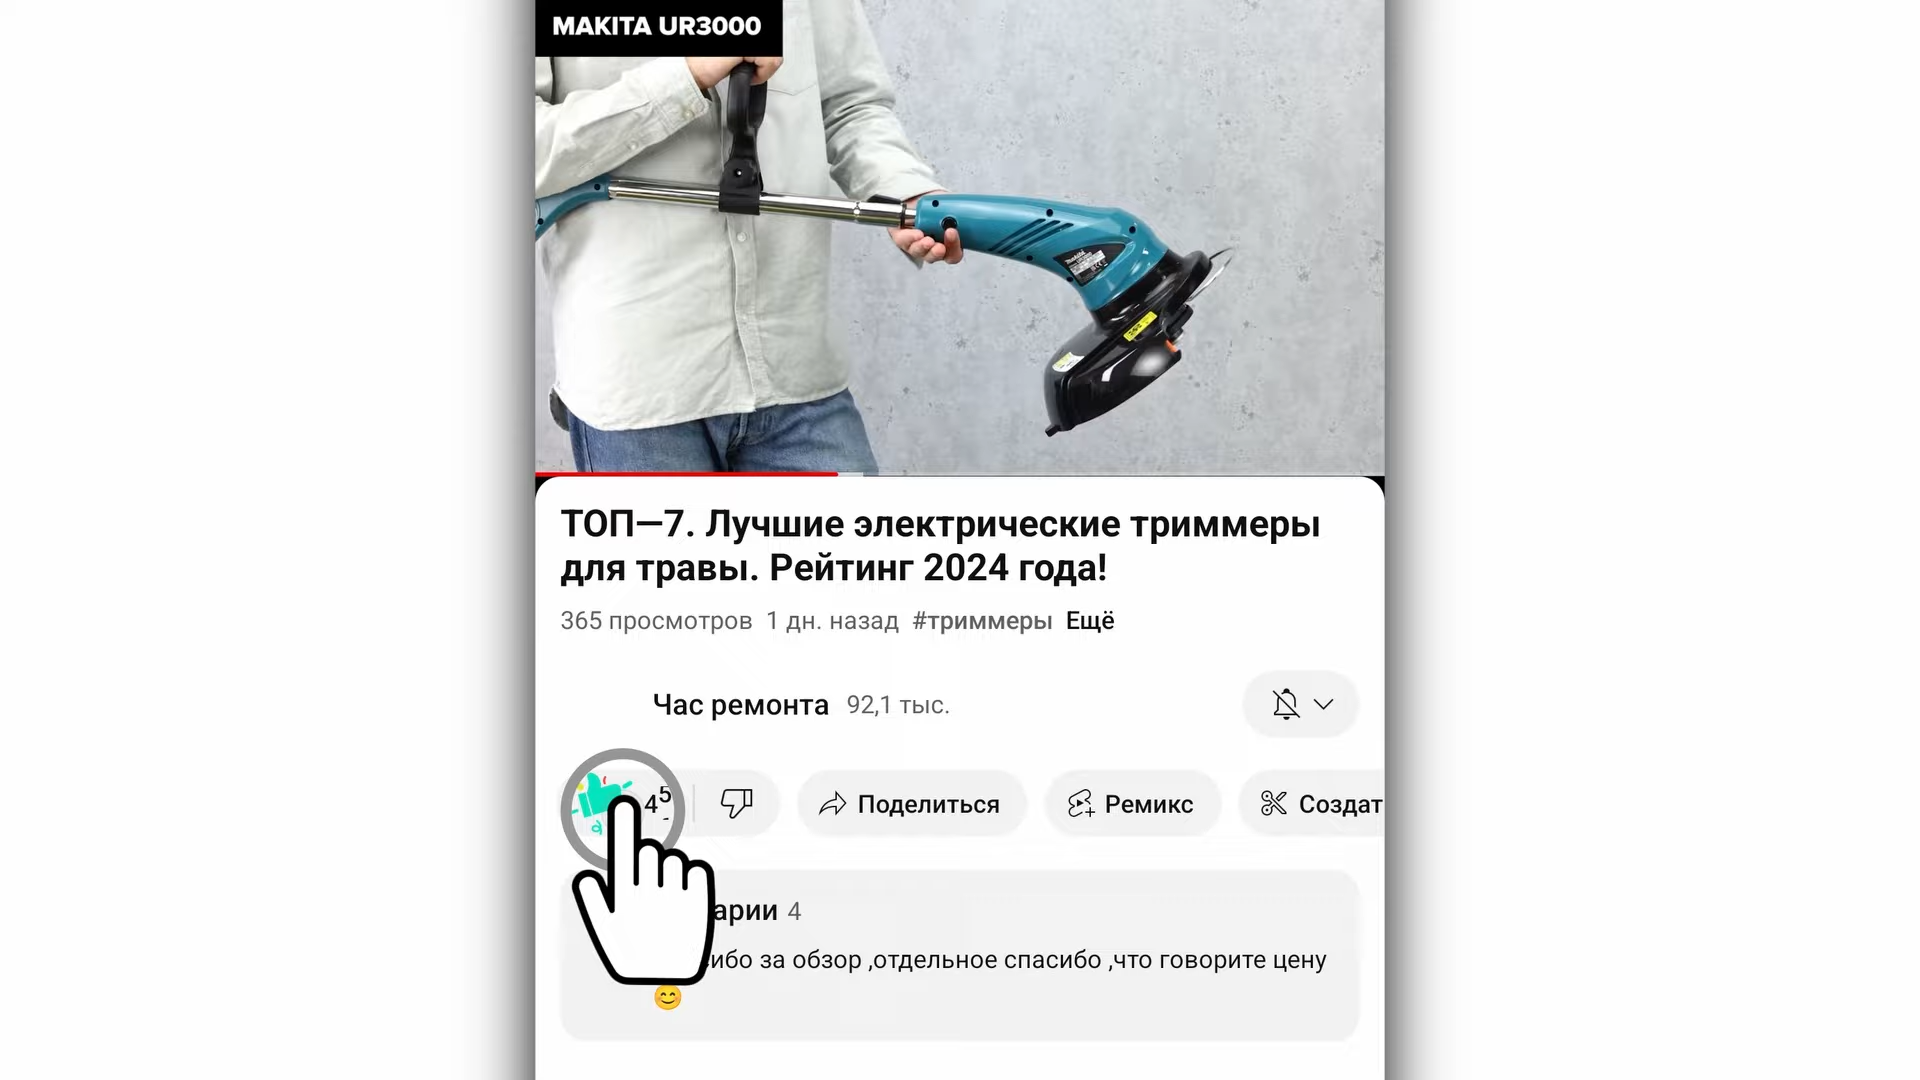 MAKITA UR3000
makita
ТОП—7. Лучшие электрические триммеры
для травы. Рейтинг 2024 года!
365 просмотров 1 дн. назад #триммеры Ещё
Час ремонта 92,1 тыс.
Поделиться
Ремикс
Создат
арии 4
ибо за обзор ,отдельное спасибо ,что говорите цену
😊